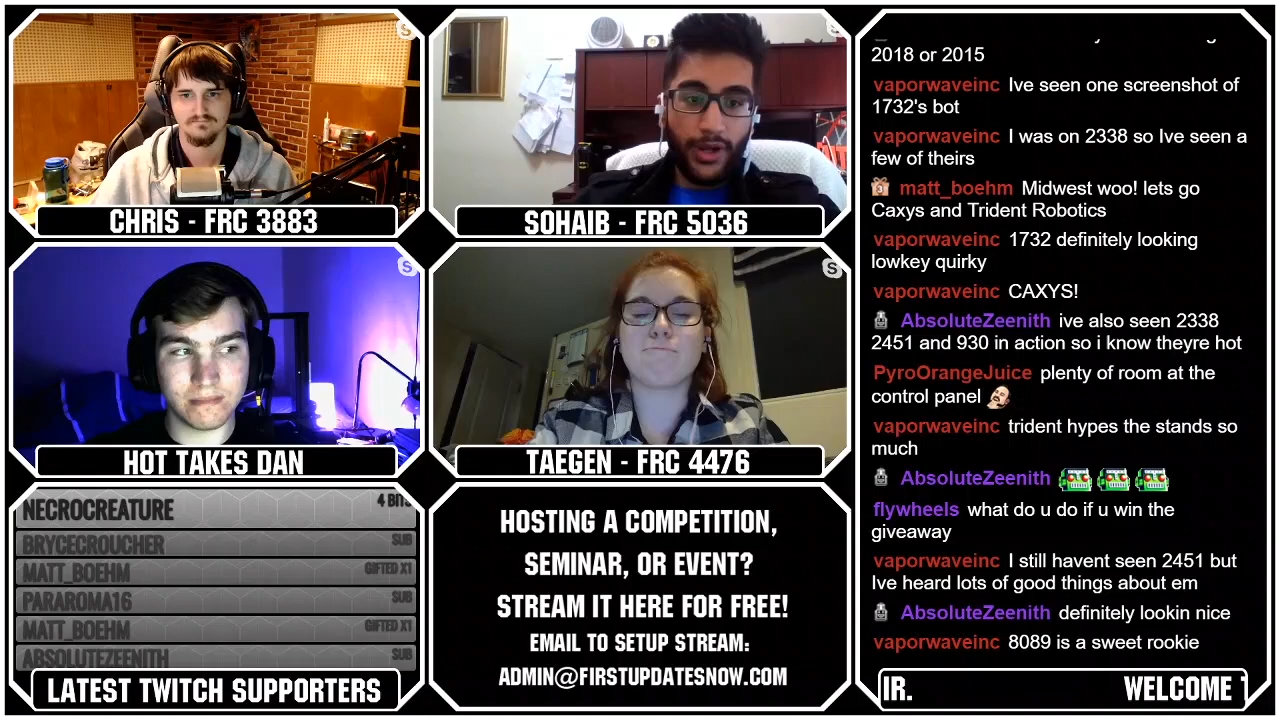 CHRIS - FRC 3883
SOHAIB - FRC 5036
HOT TAKES DAN
TAEGEN - FRC 4476
NECROCREATURE 4 BITS
BRYCECROUCHER SUB
MATT_BOEHM GIFTED X1
PARAROMA16 SUB
MATT_BOEHM GIFTED X1
ABSOLUTEZEENITH SUB
LATEST TWITCH SUPPORTERS
HOSTING A COMPETITION,
SEMINAR, OR EVENT?
STREAM IT HERE FOR FREE!
EMAIL TO SETUP STREAM:
ADMIN@FIRSTUPDATESNOW.COM
2018 or 2015
vaporwaveinc Ive seen one screenshot of
1732's bot
vaporwaveinc I was on 2338 so Ive seen a
few of theirs
matt_boehm Midwest woo! lets go
Caxys and Trident Robotics
vaporwaveinc 1732 definitely looking
lowkey quirky
vaporwaveinc CAXYS!
AbsoluteZeenith ive also seen 2338
2451 and 930 in action so i know theyre hot
PyroOrangeJuice plenty of room at the
control panel
vaporwaveinc trident hypes the stands so
much
AbsoluteZeenith
flywheels what do u do if u win the
giveaway
vaporwaveinc I still havent seen 2451 but
Ive heard lots of good things about em
AbsoluteZeenith definitely lookin nice
vaporwaveinc 8089 is a sweet rookie
IR. WELCOME